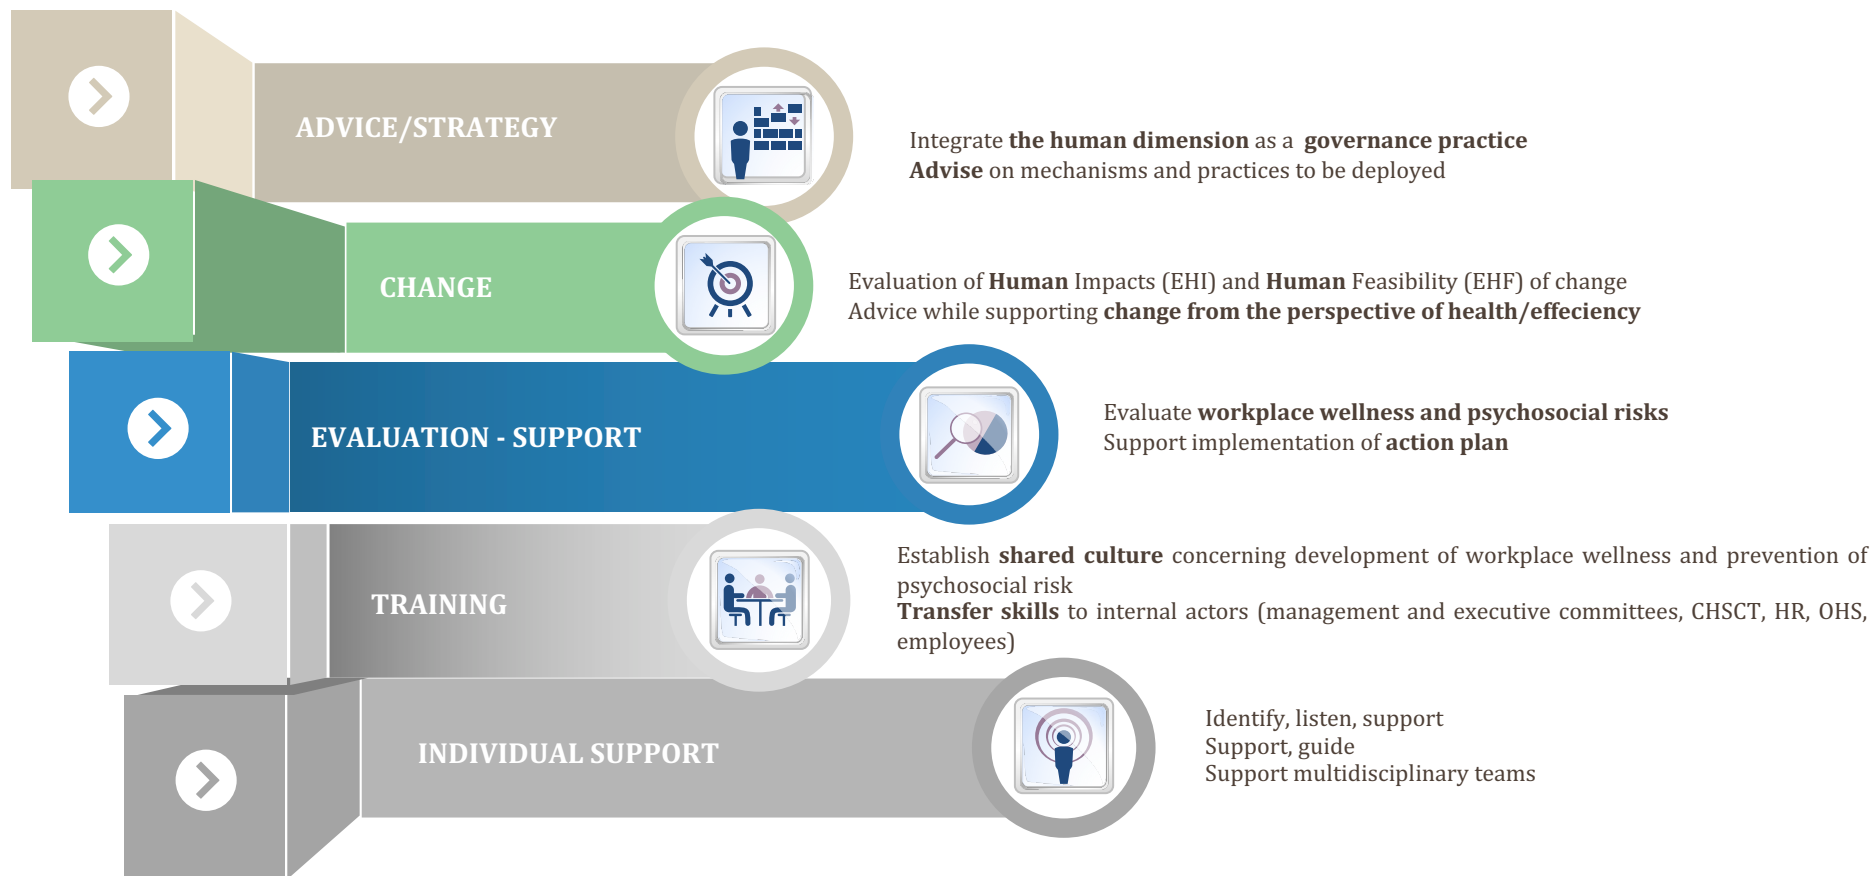 ADVICE/STRATEGY
Integrate the human dimension as a governance practice
Advise on mechanisms and practices to be deployed
CHANGE
Evaluation of Human Impacts (EHI) and Human Feasibility (EHF) of change
Advice while supporting change from the perspective of health/effeciency
EVALUATION - SUPPORT
Evaluate workplace wellness and psychosocial risks
Support implementation of action plan
TRAINING
Establish shared culture concerning development of workplace wellness and prevention of
psychosocial risk
Transfer skills to internal actors (management and executive committees, CHSCT, HR, OHS,
employees)
INDIVIDUAL SUPPORT
Identify, listen, support
Support, guide
Support multidisciplinary teams